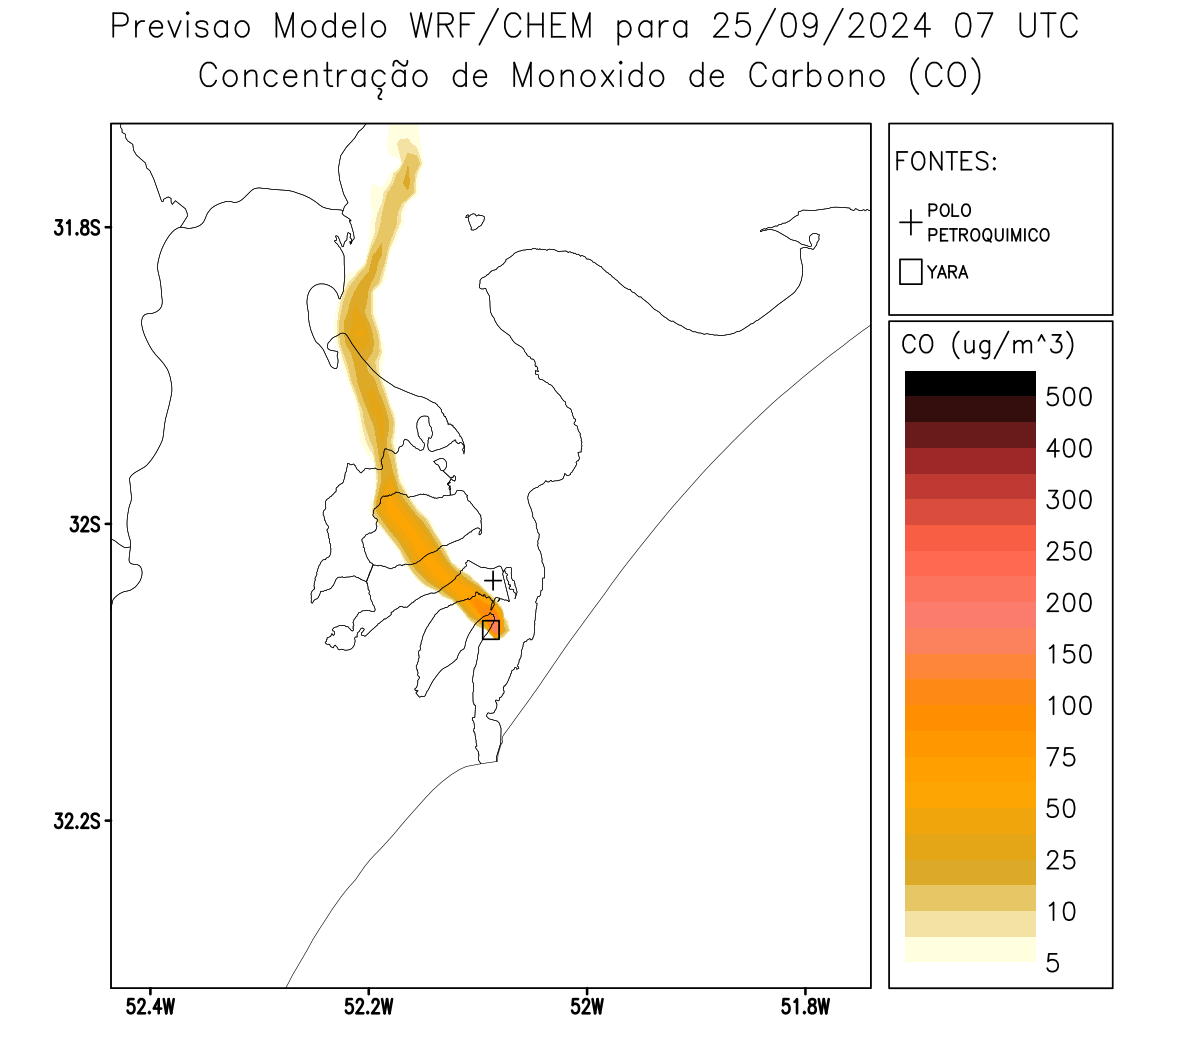 Previsao Modelo WRF/CHEM para 25/09/2024 07 UTC
Concentração de Monoxido de Carbono (CO)
FONTES:
POLO
PETROQUIMICO
YARA
CO (ug/m^3)
500
400
300
250
200
150
100
75
50
25
10
5
31.8S
32S
32.2S
52.4W
52.2W
52W
51.8W